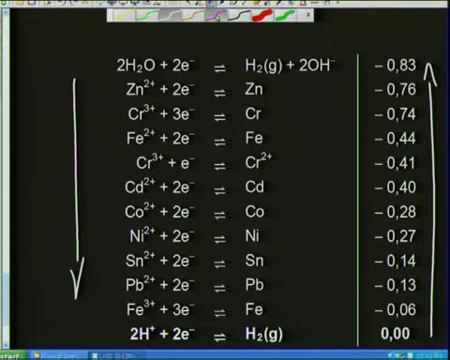 2H₂O + 2e⁻ ⇌ H₂(g) + 2OH⁻ – 0,83
Zn²⁺ + 2e⁻ ⇌ Zn – 0,76
Cr³⁺ + 3e⁻ ⇌ Cr – 0,74
Fe²⁺ + 2e⁻ ⇌ Fe – 0,44
Cr³⁺ + e⁻ ⇌ Cr²⁺ – 0,41
Cd²⁺ + 2e⁻ ⇌ Cd – 0,40
Co²⁺ + 2e⁻ ⇌ Co – 0,28
Ni²⁺ + 2e⁻ ⇌ Ni – 0,27
Sn²⁺ + 2e⁻ ⇌ Sn – 0,14
Pb²⁺ + 2e⁻ ⇌ Pb – 0,13
Fe³⁺ + 3e⁻ ⇌ Fe – 0,06
2H⁺ + 2e⁻ ⇌ H₂(g) 0,00
start